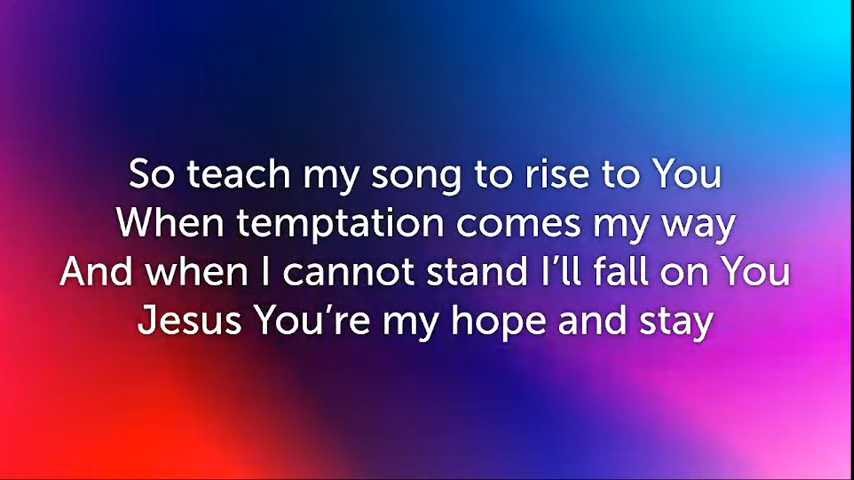 So teach my song to rise to You
When temptation comes my way
And when I cannot stand I’ll fall on You
Jesus You’re my hope and stay